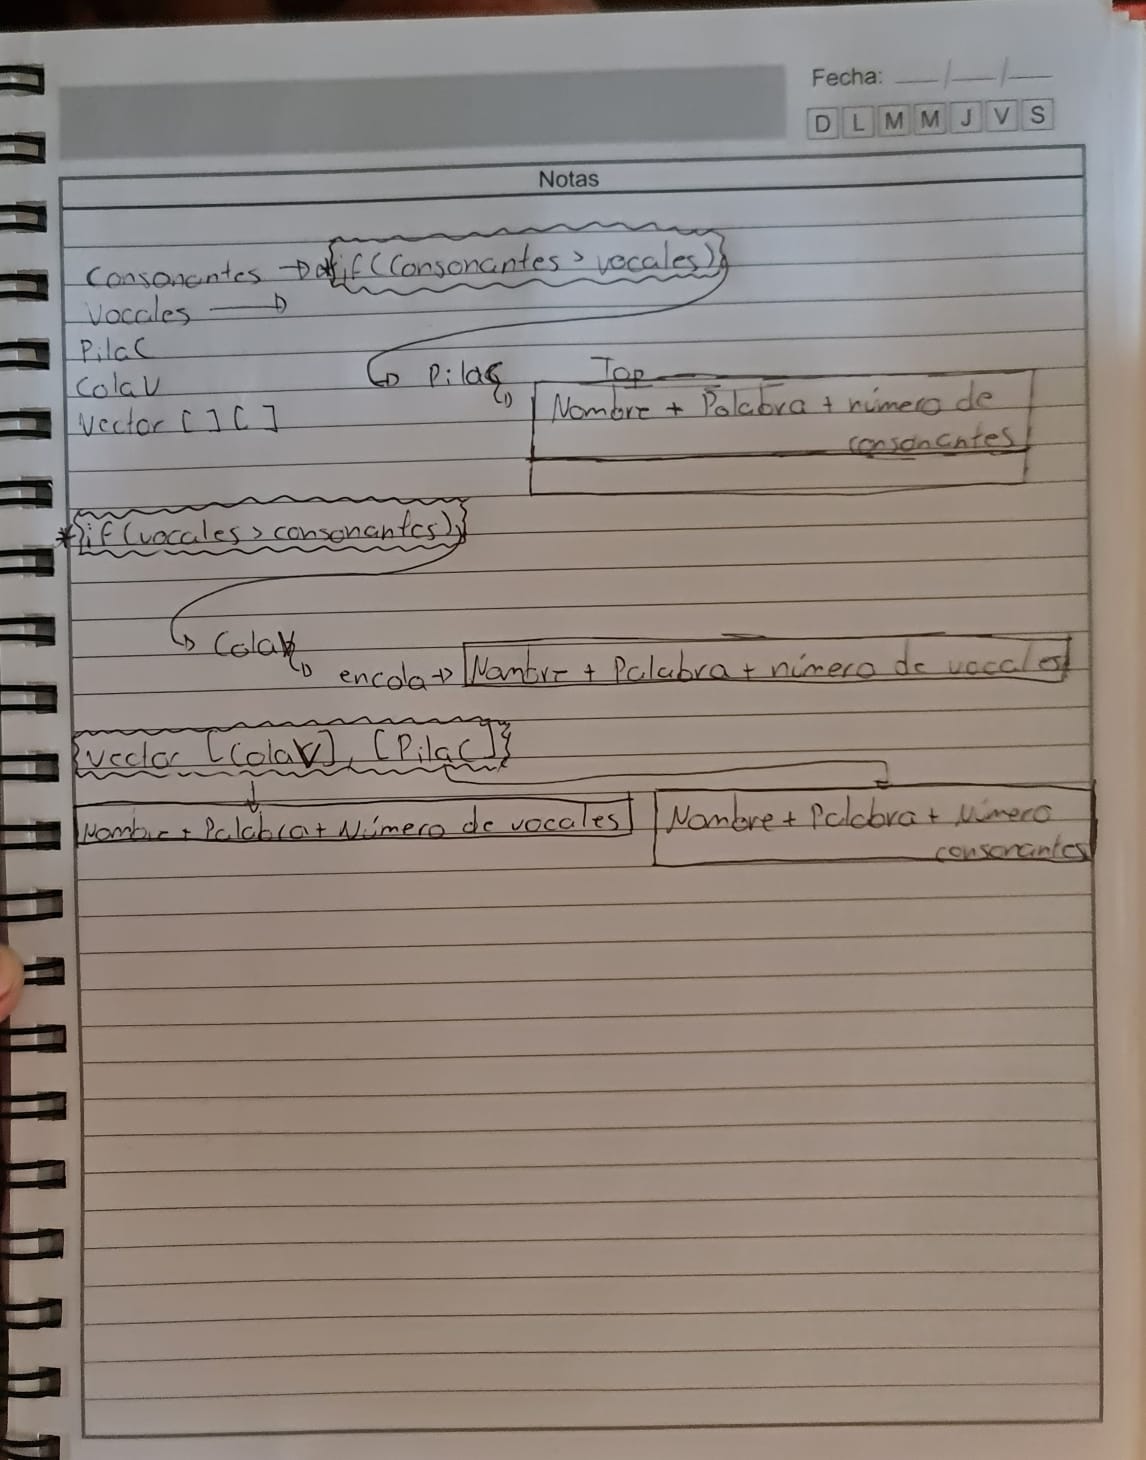 Fecha: __/__/__
D L M M J V S
Notas
Consonantes → * if (Consonantes > vocales)
Vocales →
PilaC
ColaV
Vector [ ] [ ]
PilaC Top
Nombre + Palabra + número de
consonantes
* if (vocales > consonantes)
ColaV
encola → Nombre + Palabra + número de vocales
Vector [ColaV], [PilaC]
Nombre + Palabra + Número de vocales
Nombre + Palabra + Número
consonantes